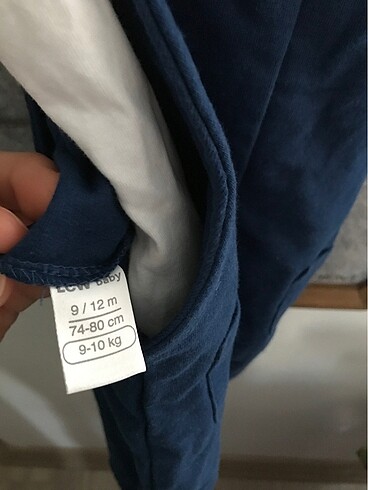 Lcw baby
9 / 12 m
74-80 cm
9-10 kg